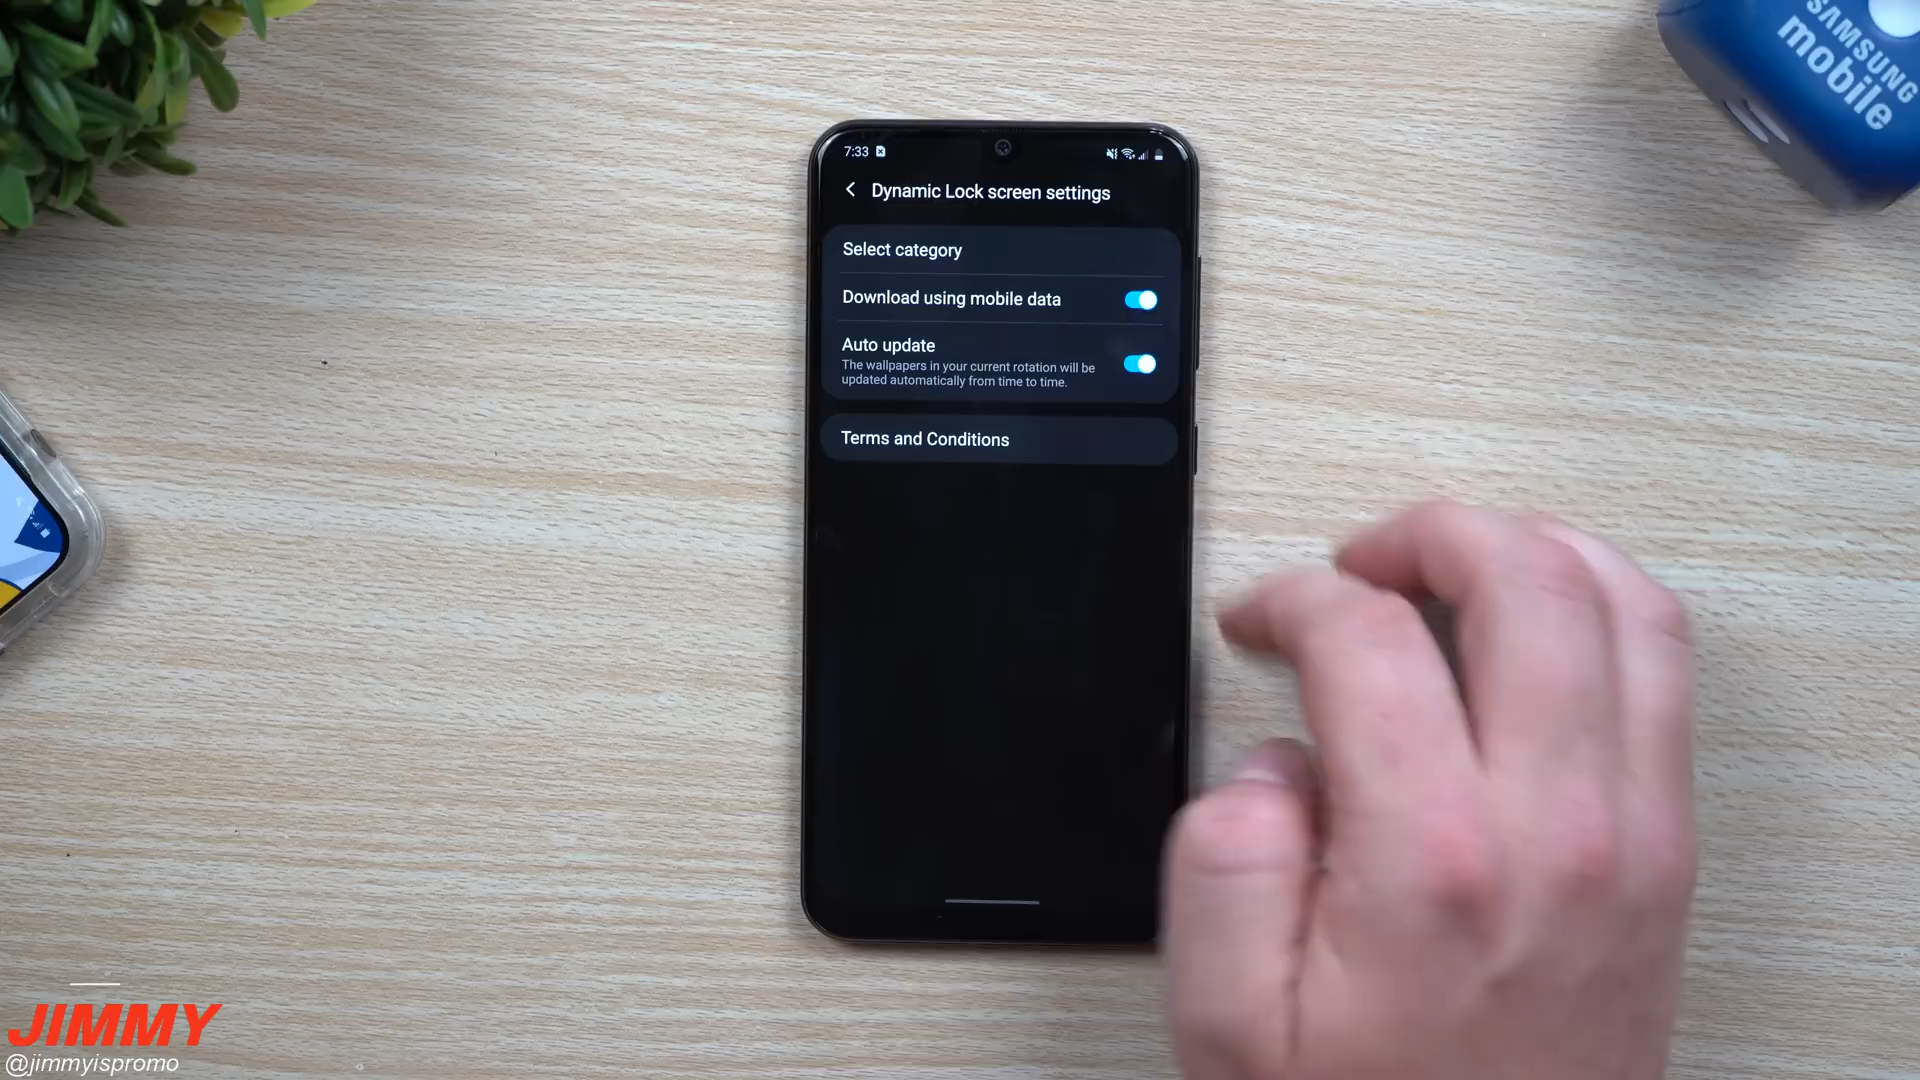 SAMSUNG
mobile
7:33
Dynamic Lock screen settings
Select category
Download using mobile data
Auto update
The wallpapers in your current rotation will be
updated automatically from time to time.
Terms and Conditions
JIMMY
@jimmyispromo